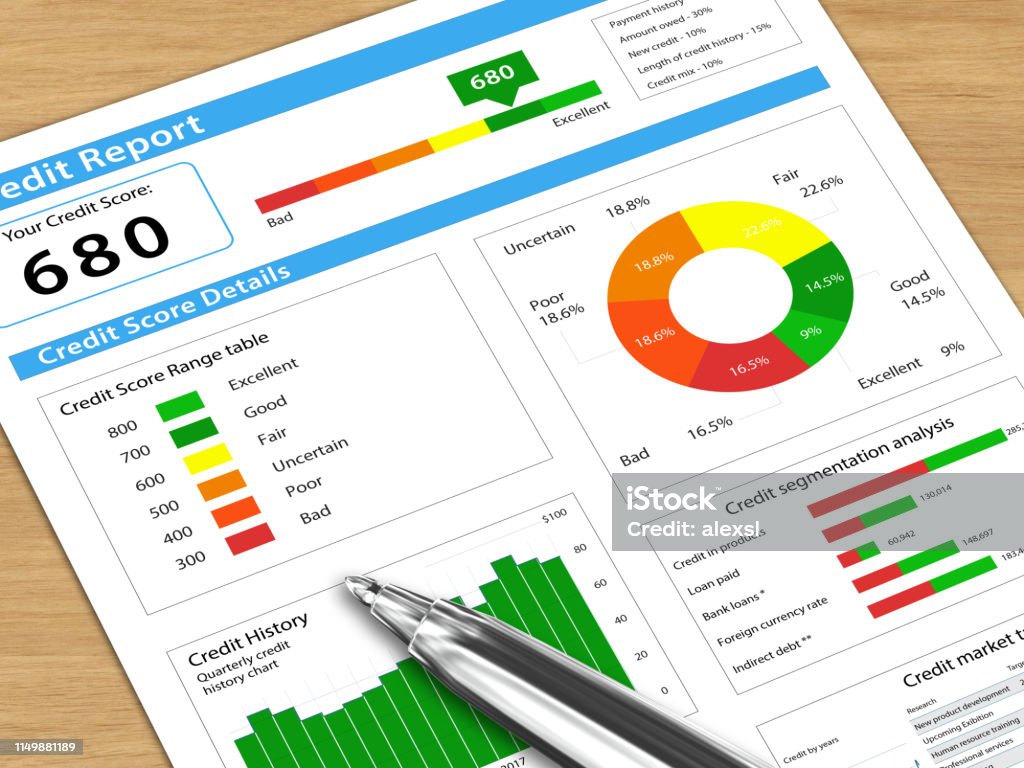 Payment history
Amount owed - 30%
New credit - 10%
Length of credit history - 15%
Credit mix - 10%
edit Report
680
Excellent
Bad
Your Credit Score:
680
Credit Score Details
Credit Score Range table
800 Excellent
700 Good
600 Fair
500 Uncertain
400 Poor
300 Bad
Uncertain 18.8%
Fair 22.6%
Poor 18.6%
Good 14.5%
Excellent 9%
Bad 16.5%
22.6%
18.8%
14.5%
18.6%
9%
16.5%
Credit segmentation analysis
285,
Credit in products 130,014
Loan paid 60,942
Bank loans * 148,697
Foreign currency rate 183,4
Indirect debt **
iStock™
Credit: alexsl
Credit History
Quarterly credit
history chart
$100
80
60
40
20
0
2017
Credit market t
Research
Targe
New product development
Upcoming Exibition
Human resource training
Professional services
Credit by years
1149881189